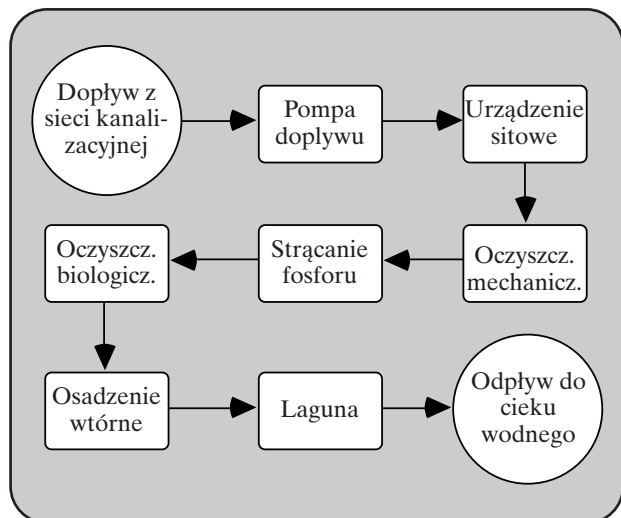 Dopływ z
sieci kanali-
zacyjnej
Pompa
doplywu
Urządzenie
sitowe
Oczyszcz.
mechanicz.
Strącanie
fosforu
Oczyszcz.
biologicz.
Osadzenie
wtórne
Laguna
Odpływ do
cieku
wodnego